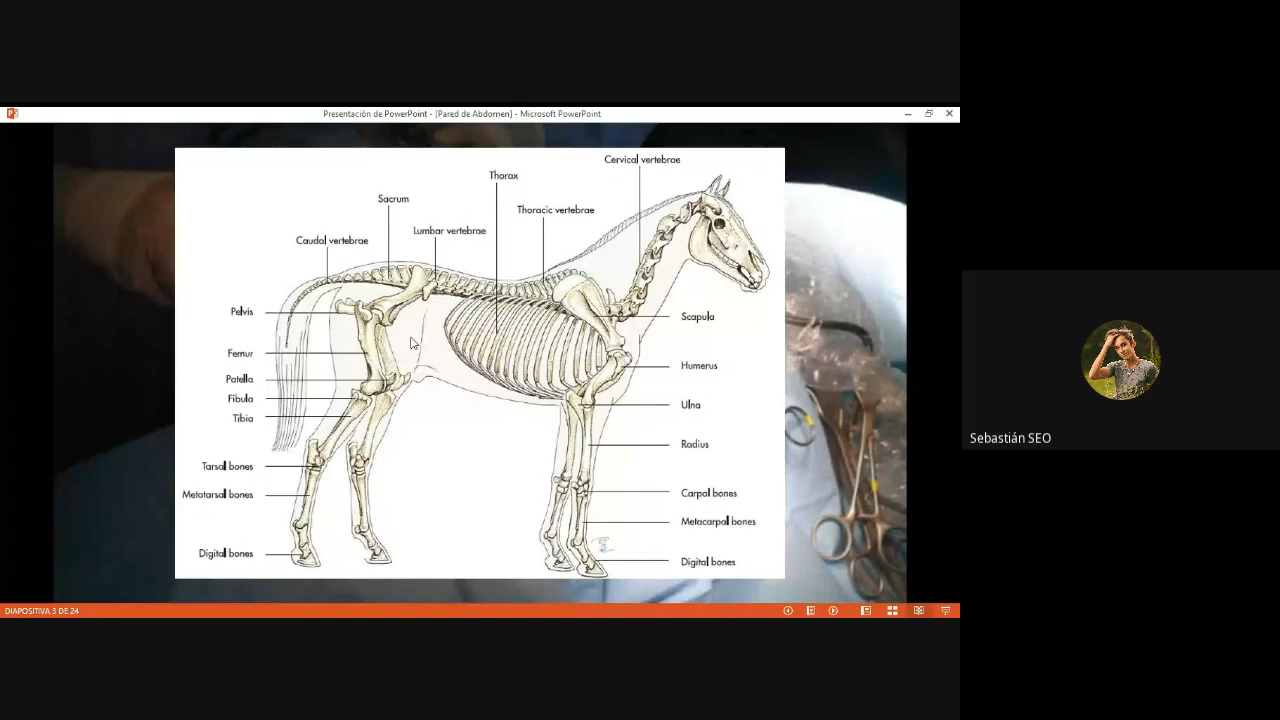 Presentación de PowerPoint - [Pared de Abdomen] - Microsoft PowerPoint
Cervical vertebrae
Thorax
Sacrum
Thoracic vertebrae
Lumbar vertebrae
Caudal vertebrae
Pelvis
Scapula
Femur
Humerus
Patella
Fibula
Ulna
Tibia
Radius
Tarsal bones
Metatarsal bones
Carpal bones
Metacarpal bones
Digital bones
Digital bones
Sebastián SEO
DIAPOSITIVA 3 DE 24